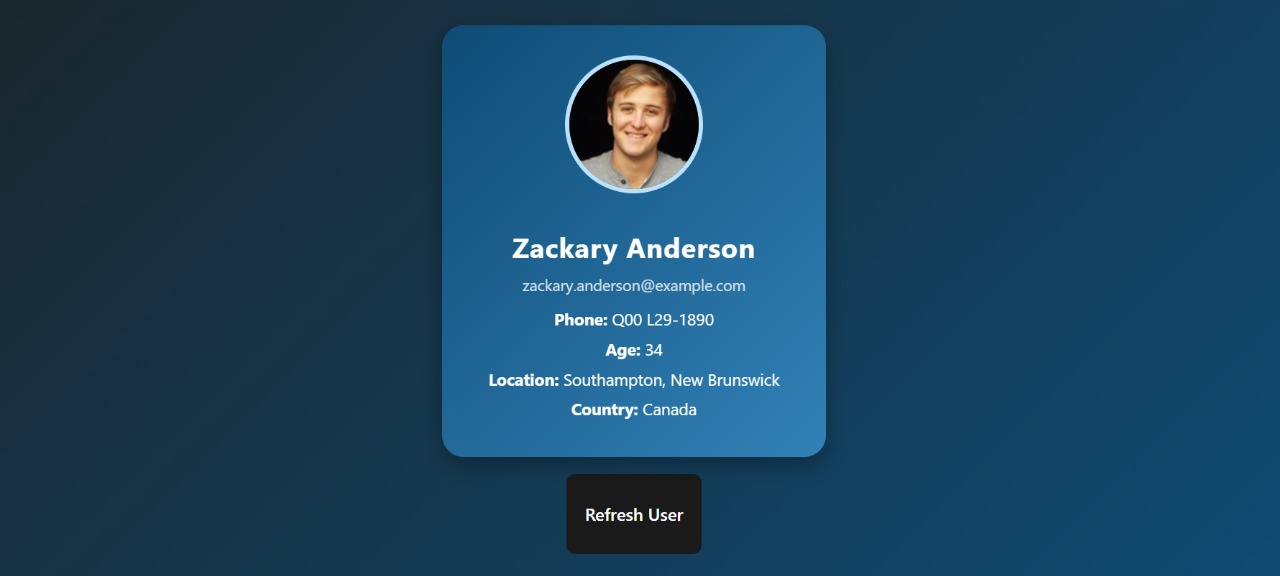 Zackary Anderson
zackary.anderson@example.com
Phone: Q00 L29-1890
Age: 34
Location: Southampton, New Brunswick
Country: Canada
Refresh User